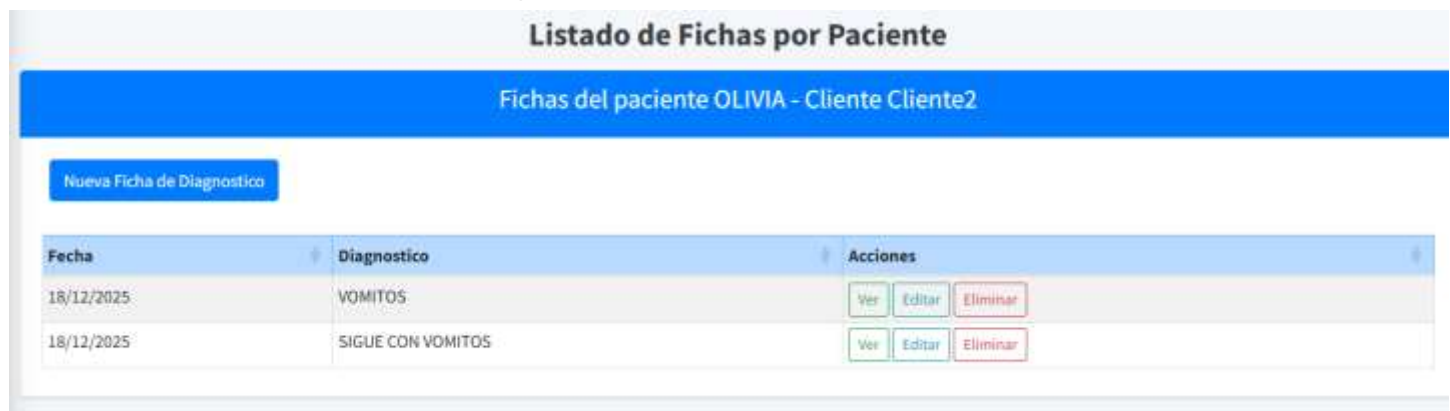 Listado de Fichas por Paciente
Fichas del paciente OLIVIA - Cliente Cliente2
Nueva Ficha de Diagnostico
Fecha Diagnostico Acciones
18/12/2025 VOMITOS Ver Editar Eliminar
18/12/2025 SIGUE CON VOMITOS Ver Editar Eliminar